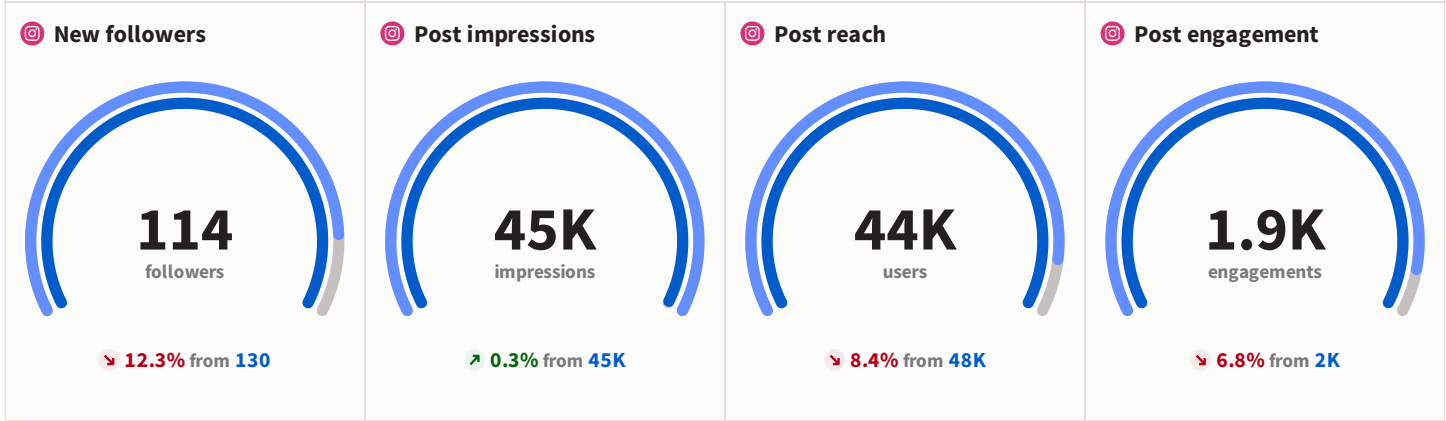 New followers
114
followers
12.3% from 130
Post impressions
45K
impressions
0.3% from 45K
Post reach
44K
users
8.4% from 48K
Post engagement
1.9K
engagements
6.8% from 2K